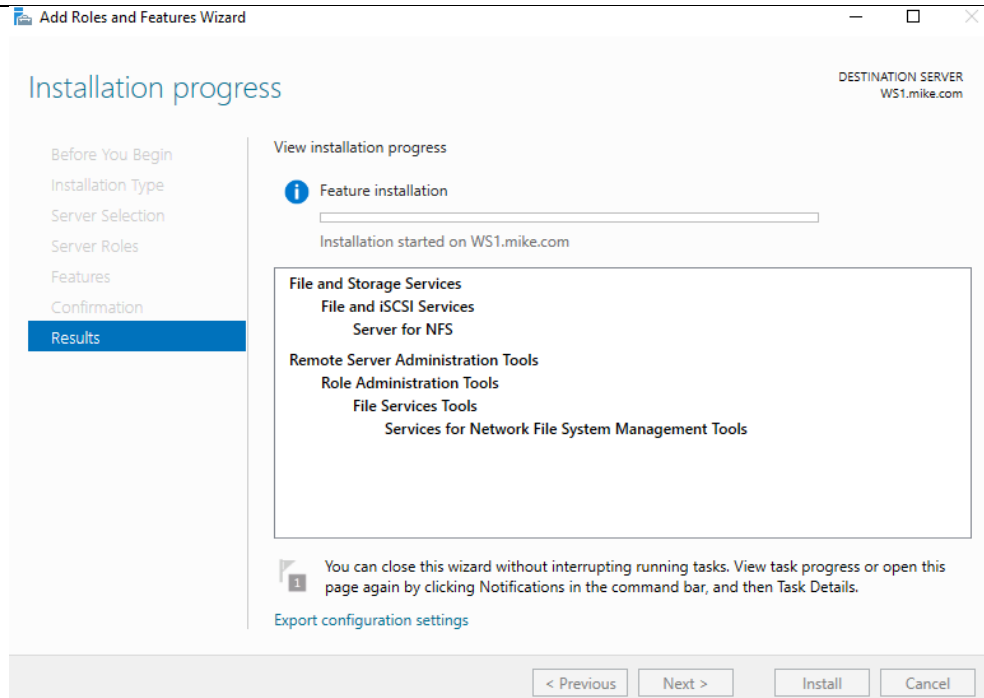 Add Roles and Features Wizard
Installation progress
DESTINATION SERVER
WS1.mike.com
Before You Begin
Installation Type
Server Selection
Server Roles
Features
Confirmation
Results
View installation progress
Feature installation
Installation started on WS1.mike.com
File and Storage Services
File and iSCSI Services
Server for NFS
Remote Server Administration Tools
Role Administration Tools
File Services Tools
Services for Network File System Management Tools
1
You can close this wizard without interrupting running tasks. View task progress or open this
page again by clicking Notifications in the command bar, and then Task Details.
Export configuration settings
< Previous
Next >
Install
Cancel